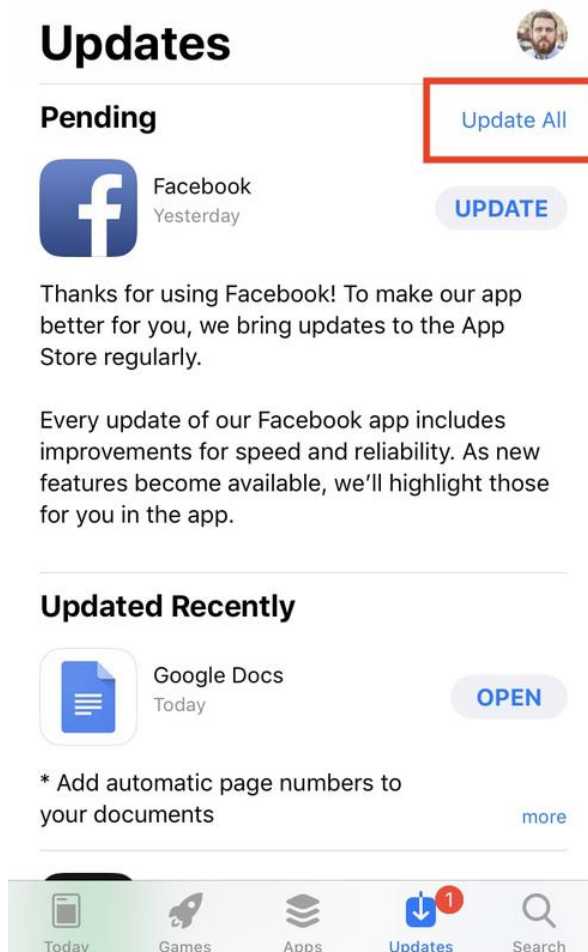 Updates
Pending
Update All
Facebook
Yesterday
UPDATE
Thanks for using Facebook! To make our app
better for you, we bring updates to the App
Store regularly.
Every update of our Facebook app includes
improvements for speed and reliability. As new
features become available, we’ll highlight those
for you in the app.
Updated Recently
Google Docs
Today
OPEN
* Add automatic page numbers to
your documents
more
1
Today
Games
Apps
Updates
Search